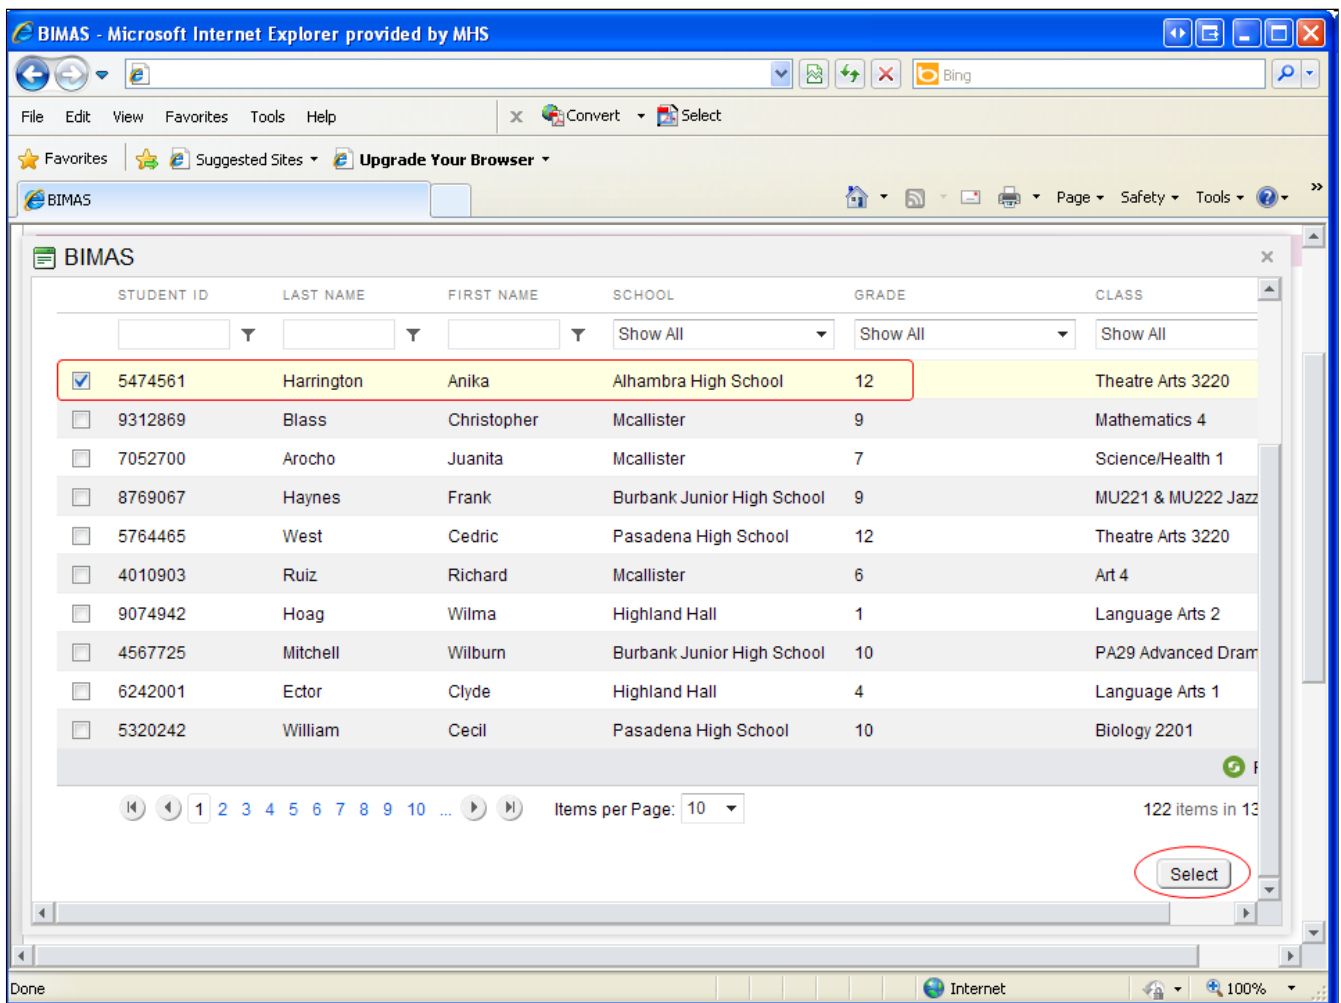 BIMAS - Microsoft Internet Explorer provided by MHS
Bing
File Edit View Favorites Tools Help x Convert Select
Favorites Suggested Sites Upgrade Your Browser
BIMAS Page Safety Tools »
BIMAS
STUDENT ID LAST NAME FIRST NAME SCHOOL GRADE CLASS
Show All Show All Show All
5474561 Harrington Anika Alhambra High School 12 Theatre Arts 3220
9312869 Blass Christopher Mcallister 9 Mathematics 4
7052700 Arocho Juanita Mcallister 7 Science/Health 1
8769067 Haynes Frank Burbank Junior High School 9 MU221 & MU222 Jazz
5764465 West Cedric Pasadena High School 12 Theatre Arts 3220
4010903 Ruiz Richard Mcallister 6 Art 4
9074942 Hoag Wilma Highland Hall 1 Language Arts 2
4567725 Mitchell Wilburn Burbank Junior High School 10 PA29 Advanced Dram
6242001 Ector Clyde Highland Hall 4 Language Arts 1
5320242 William Cecil Pasadena High School 10 Biology 2201
1 2 3 4 5 6 7 8 9 10 ... Items per Page: 10 122 items in 13
Select
Done Internet 100%